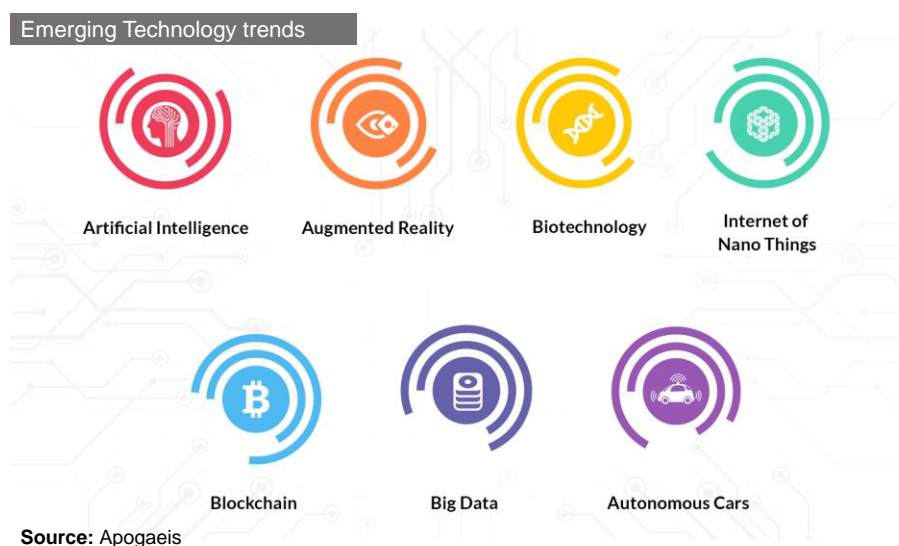 Emerging Technology trends
Artificial Intelligence
Augmented Reality
Biotechnology
Internet of
Nano Things
Blockchain
Big Data
Autonomous Cars
Source: Apogaeis